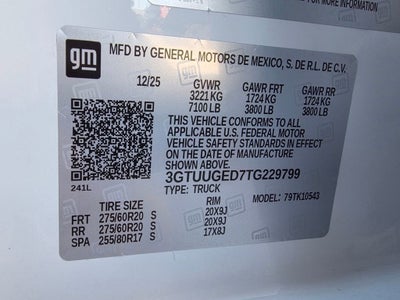 FOR MORE INFORMATION
gm
MFD BY GENERAL MOTORS DE MEXICO, S. DE R.L. DE C.V.
12/25 GVWR GAWR FRT GAWR RR
3221 KG 1724 KG 1724 KG
7100 LB 3800 LB 3800 LB
THIS VEHICLE CONFORMS TO ALL
APPLICABLE U.S. FEDERAL MOTOR
VEHICLE SAFETY STANDARDS IN EFFECT ON THE
DATE OF MANUFACTURE SHOWN ABOVE.
3GTUUGED7TG229799
TYPE: TRUCK MODEL: 79TK10543
241L
TIRE SIZE RIM
FRT 275/60R20 S 20X9J
RR 275/60R20 S 20X9J
SPA 255/80R17 S 17X8J